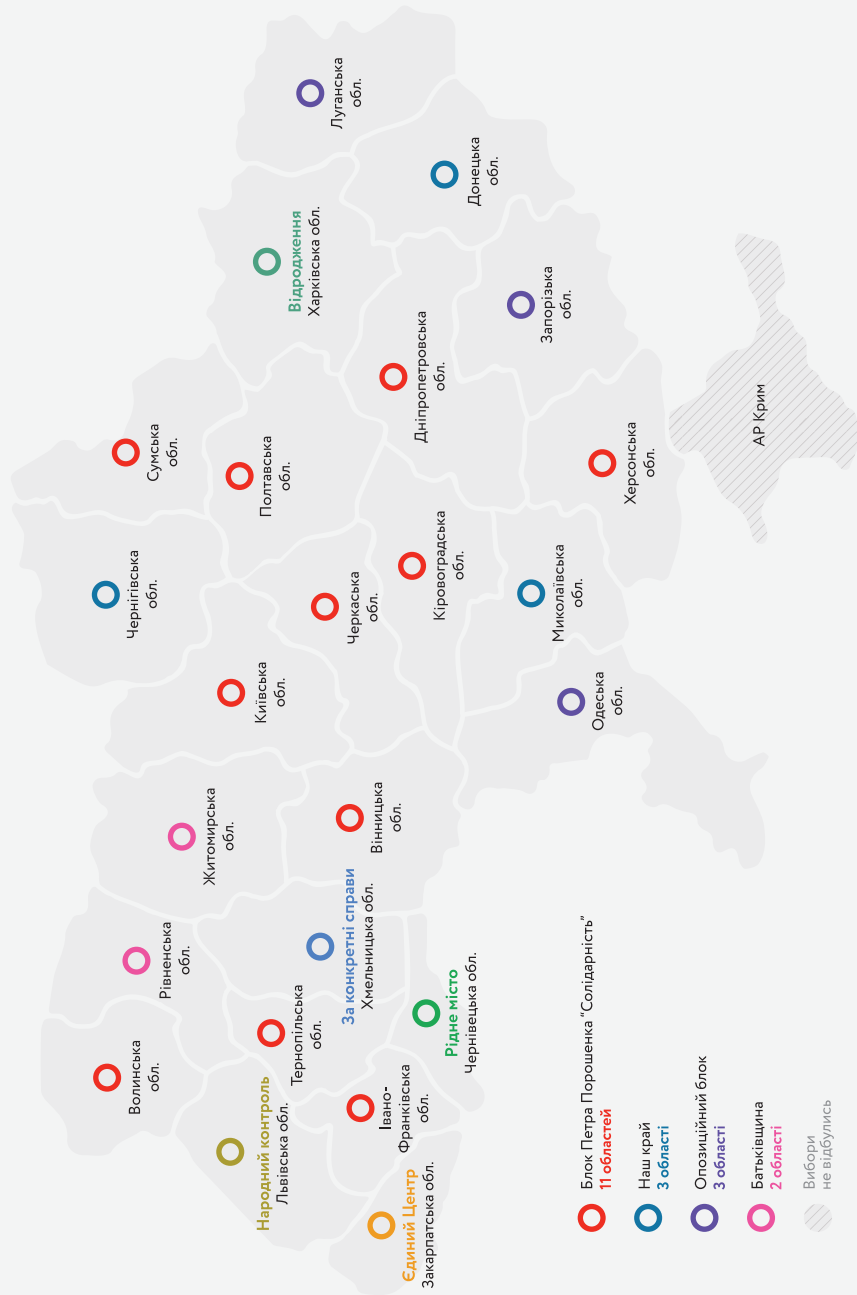 Волинська
обл.
Рівненська
обл.
Житомирська
обл.
Чернігівська
обл.
Сумська
обл.
Народний контроль
Львівська обл.
Тернопільська
обл.
Київська
обл.
Полтавська
обл.
Відродження
Харківська обл.
Луганська
обл.
Єдиний Центр
Закарпатська обл.
Івано-
Франківська
обл.
За конкретні справи
Хмельницька обл.
Вінницька
обл.
Черкаська
обл.
Рідне місто
Чернівецька обл.
Кіровоградська
обл.
Дніпропетровська
обл.
Донецька
обл.
Одеська
обл.
Миколаївська
обл.
Запорізька
обл.
Херсонська
обл.
АР Крим
Блок Петра Порошенка "Солідарність"
11 областей
Наш край
3 області
Опозиційний блок
3 області
Батьківщина
2 області
Вибори
не відбулись